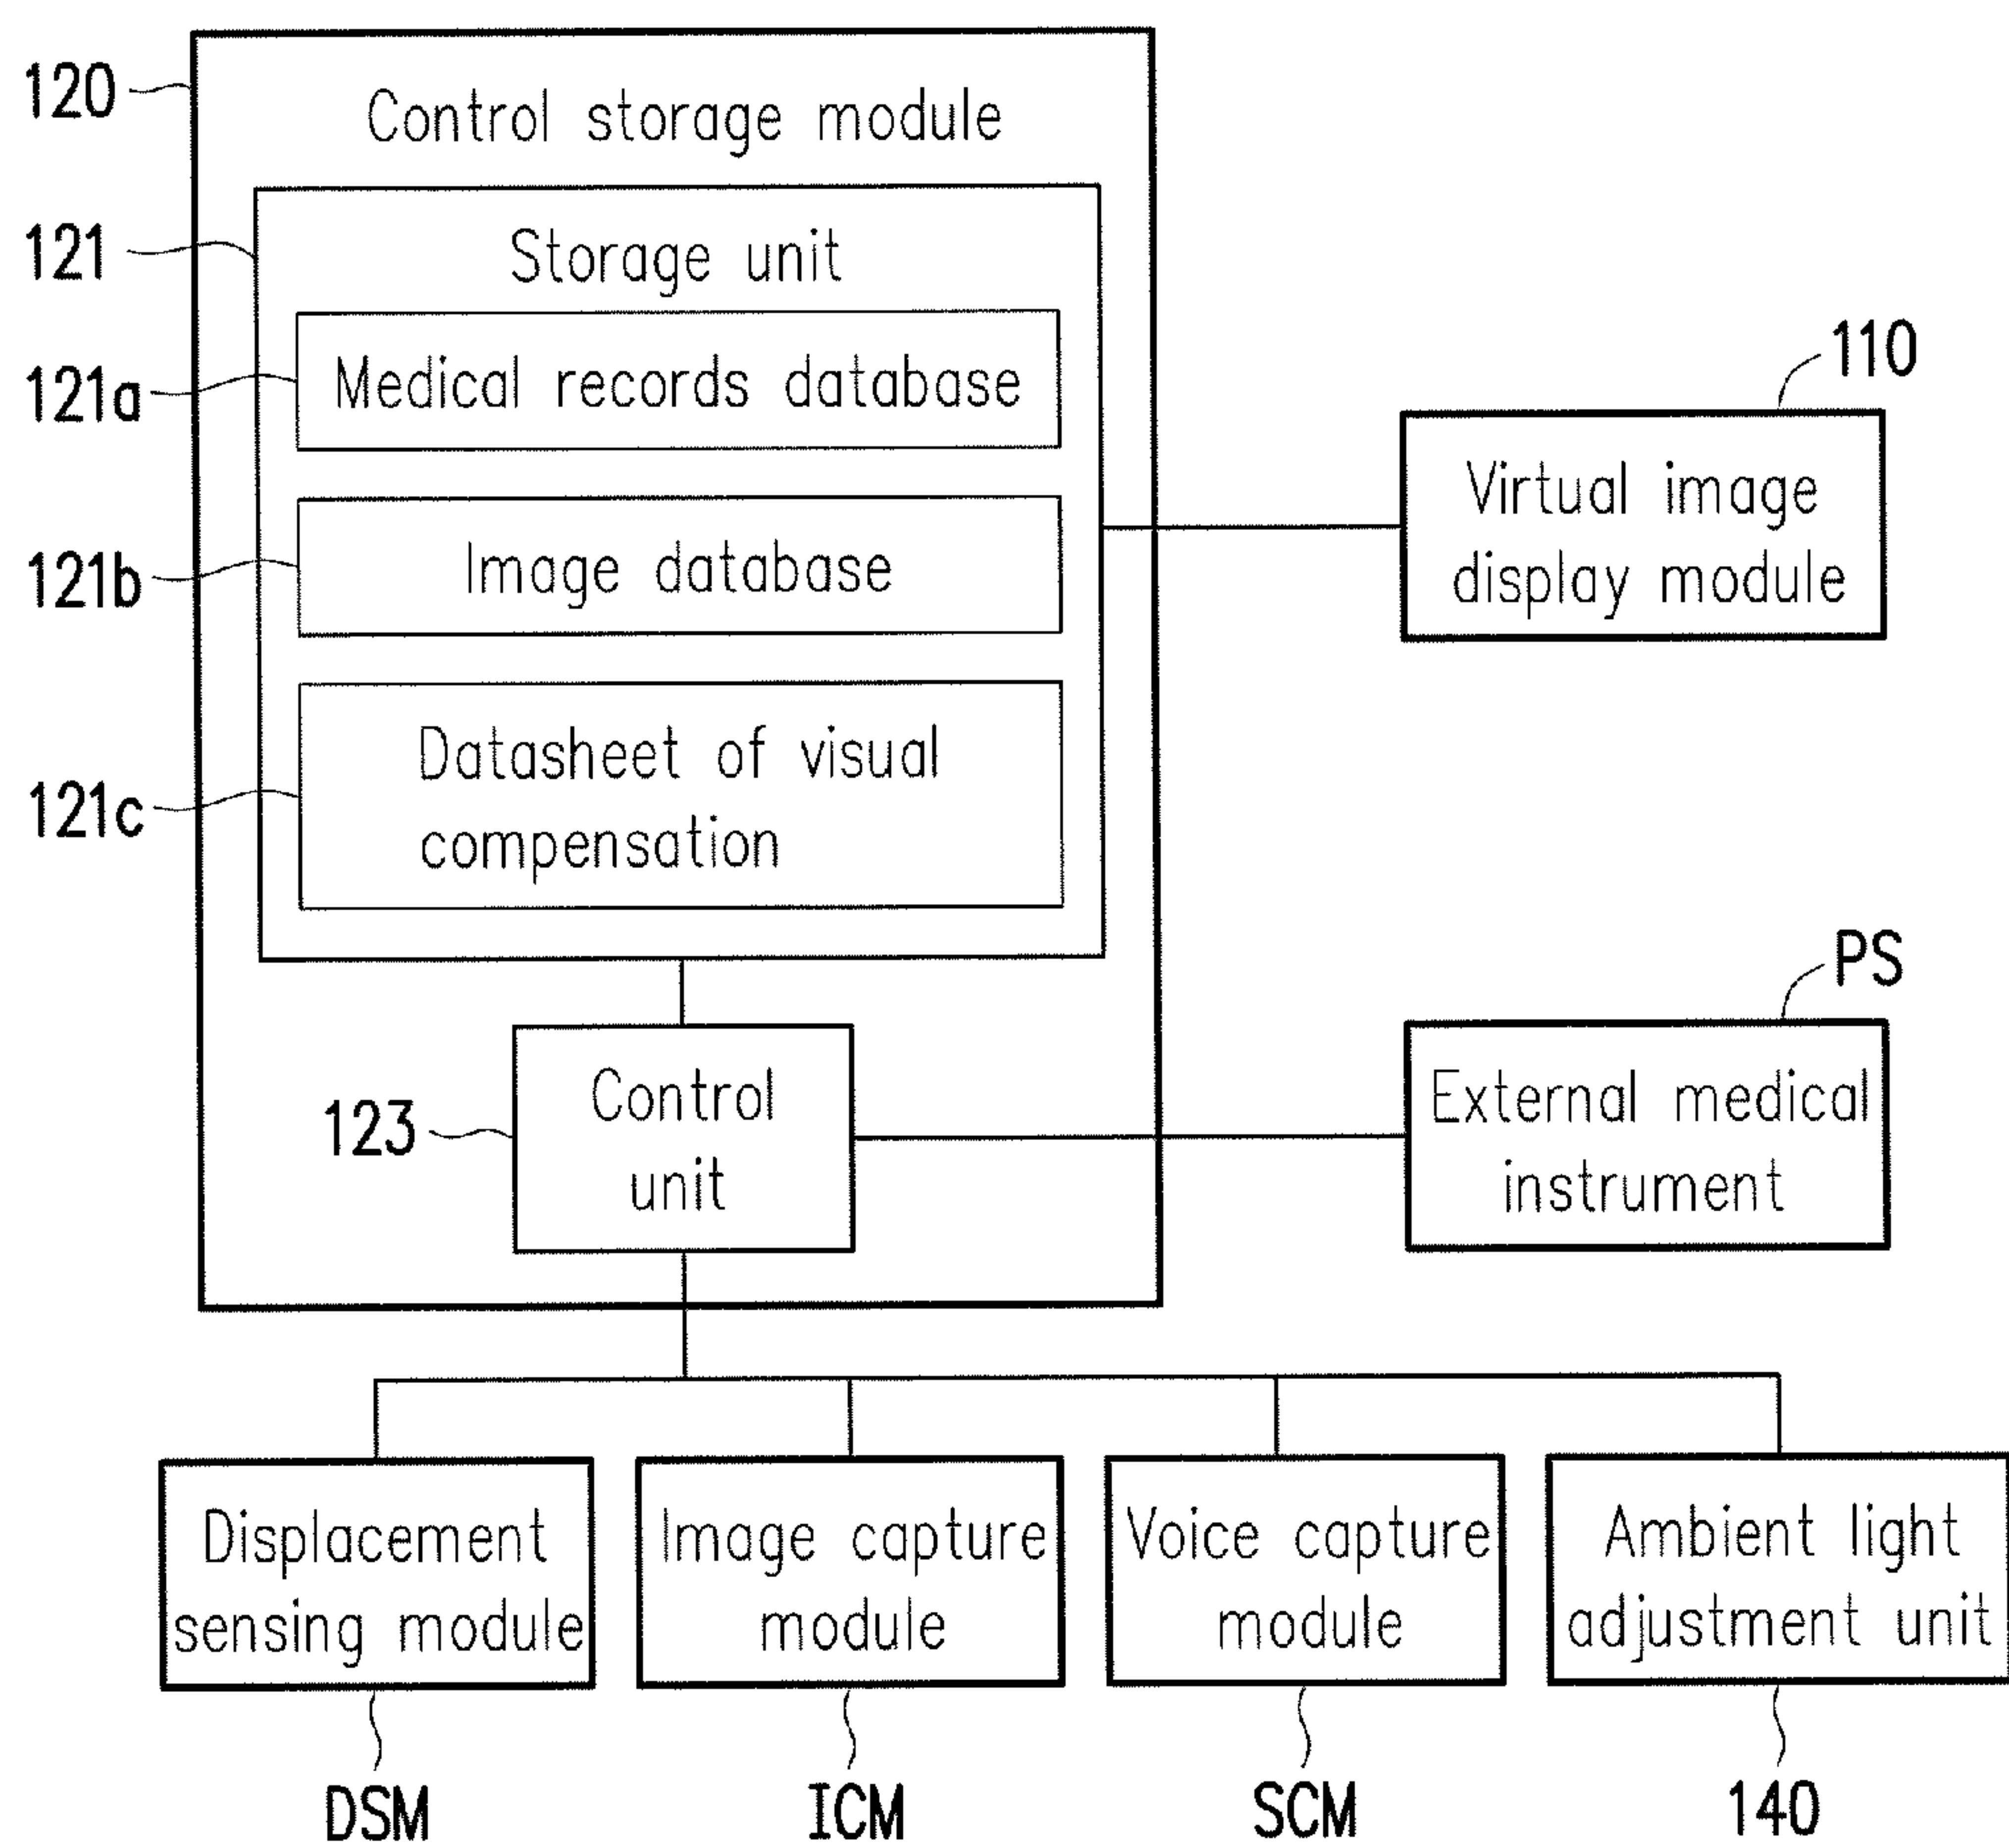 120
Control storage module
121
Storage unit
121a
Medical records database
121b
Image database
121c
Datasheet of visual
compensation
110
Virtual image
display module
123
Control
unit
PS
External medical
instrument
Displacement
sensing module
Image capture
module
Voice capture
module
Ambient light
adjustment unit
DSM
ICM
SCM
140